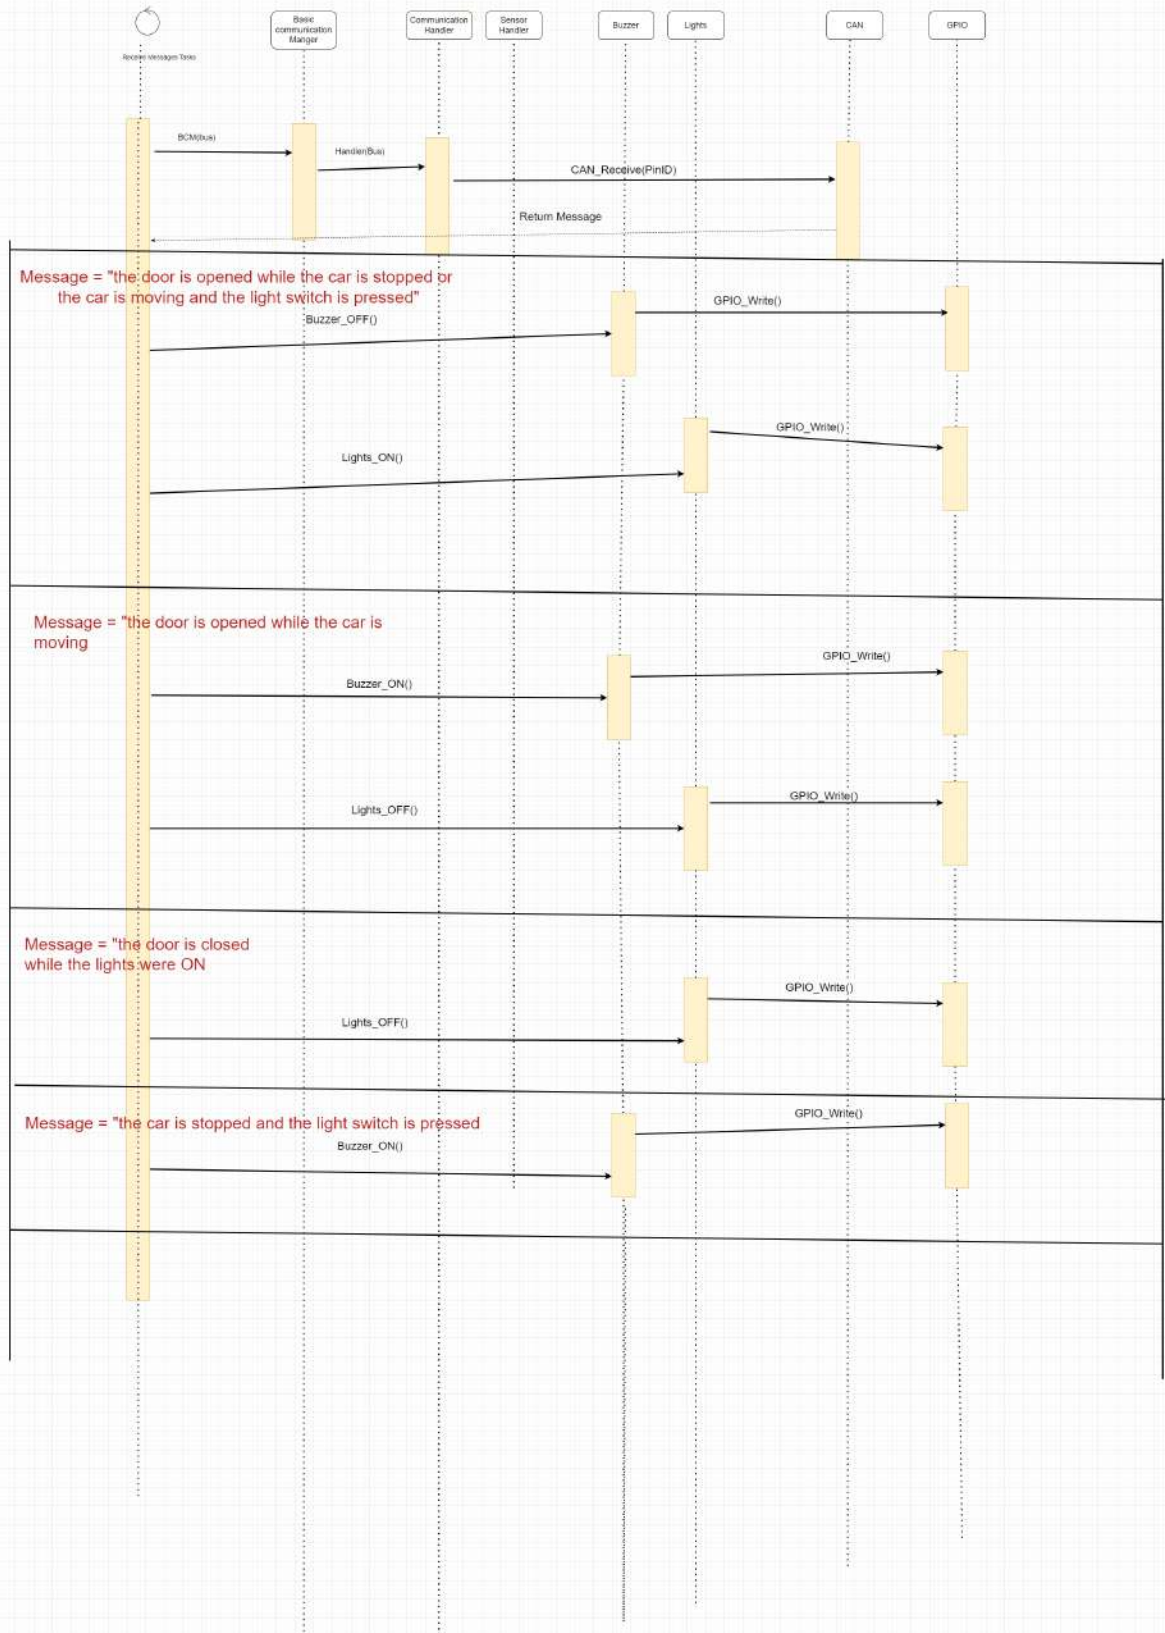 Basic
communication
Manger
Communication
Handler
Sensor
Handler
Buzzer
Lights
CAN
GPIO
Receive Messages Tasks
BCM(bus)
Handler(Bus)
CAN_Receive(PinID)
Return Message
Message = "the door is opened while the car is stopped or
the car is moving and the light switch is pressed"
GPIO_Write()
Buzzer_OFF()
GPIO_Write()
Lights_ON()
Message = "the door is opened while the car is
moving
GPIO_Write()
Buzzer_ON()
GPIO_Write()
Lights_OFF()
Message = "the door is closed
while the lights were ON
GPIO_Write()
Lights_OFF()
Message = "the car is stopped and the light switch is pressed
GPIO_Write()
Buzzer_ON()